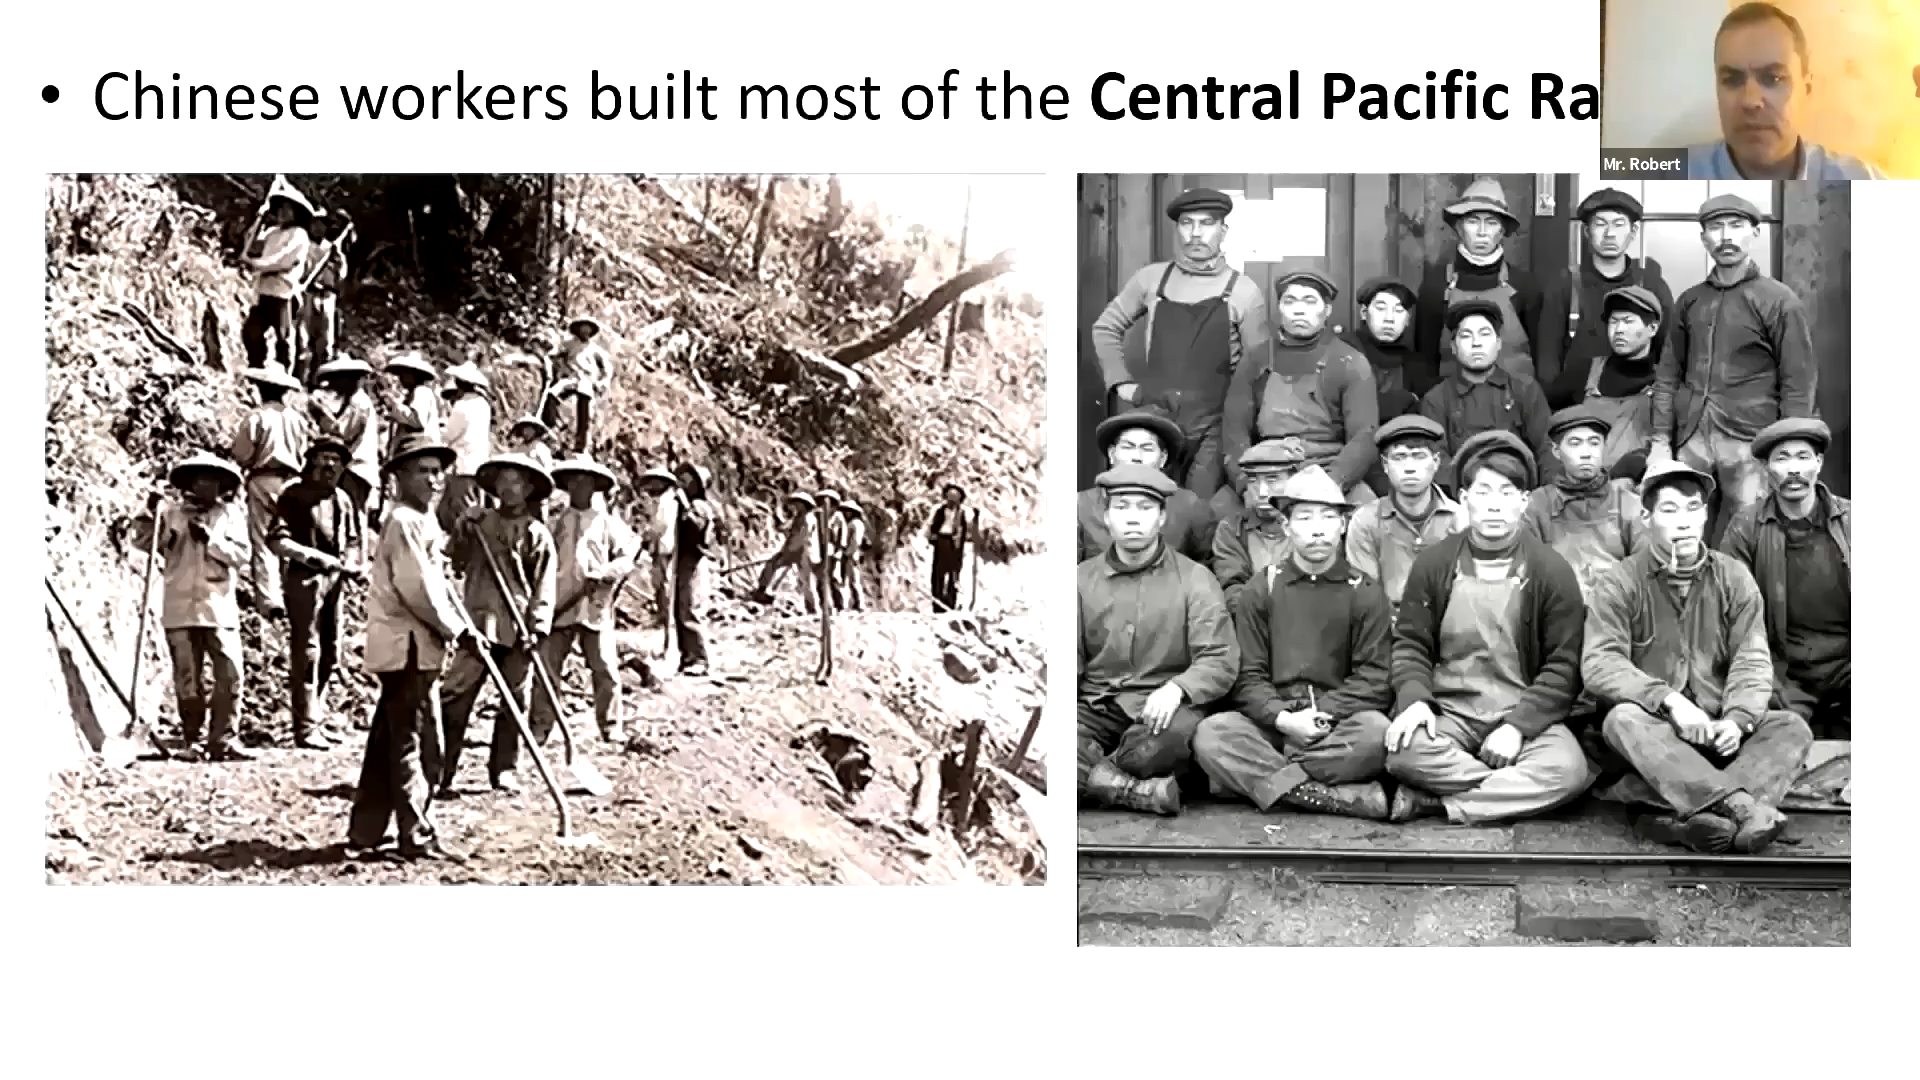 • Chinese workers built most of the Central Pacific Ra
Mr. Robert